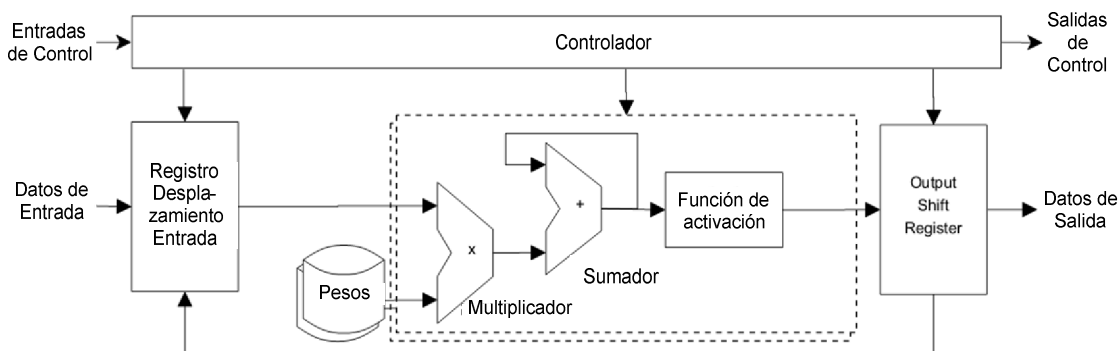 Entradas
de Control
Controlador
Salidas
de
Control
Datos de
Entrada
Registro
Despla-
zamiento
Entrada
Pesos
x
Multiplicador
+
Sumador
Función de
activación
Output
Shift
Register
Datos de
Salida